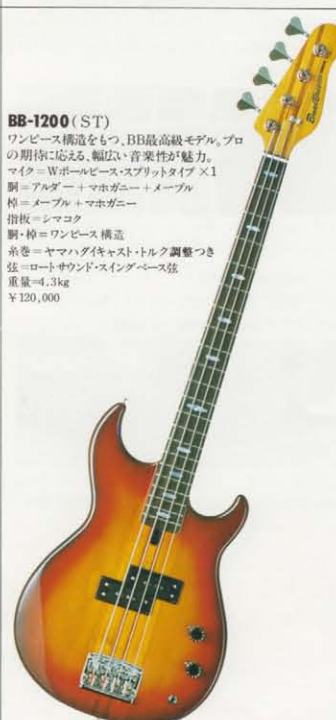 BB-1200(ST)
ワンピース構造をもつ、BB最高級モデル。プロ
の期待に応える、幅広い音楽性が魅力。
マイク=Wポールピース・スプリットタイプ×1
胴=アルダー+マホガニー+メープル
棹=メープル+マホガニー
指板=シマコク
胴・棹=ワンピース構造
糸巻=ヤマハダイキャスト・トルク調整つき
弦=ロートサウンド・スイングベース弦
重量=4.3kg
¥120,000
Broad Bassness